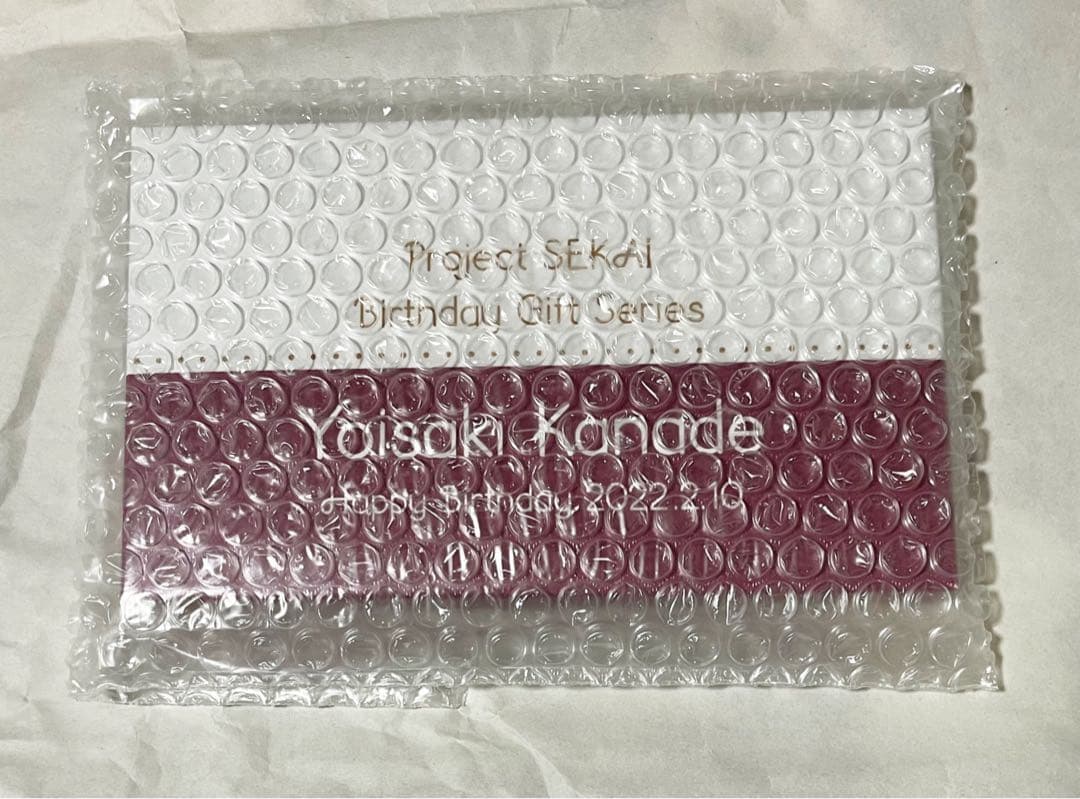 Project SEKAI
Birthday Gift Series
Yoisaki Kanade
Happy Birthday 2022.2.10